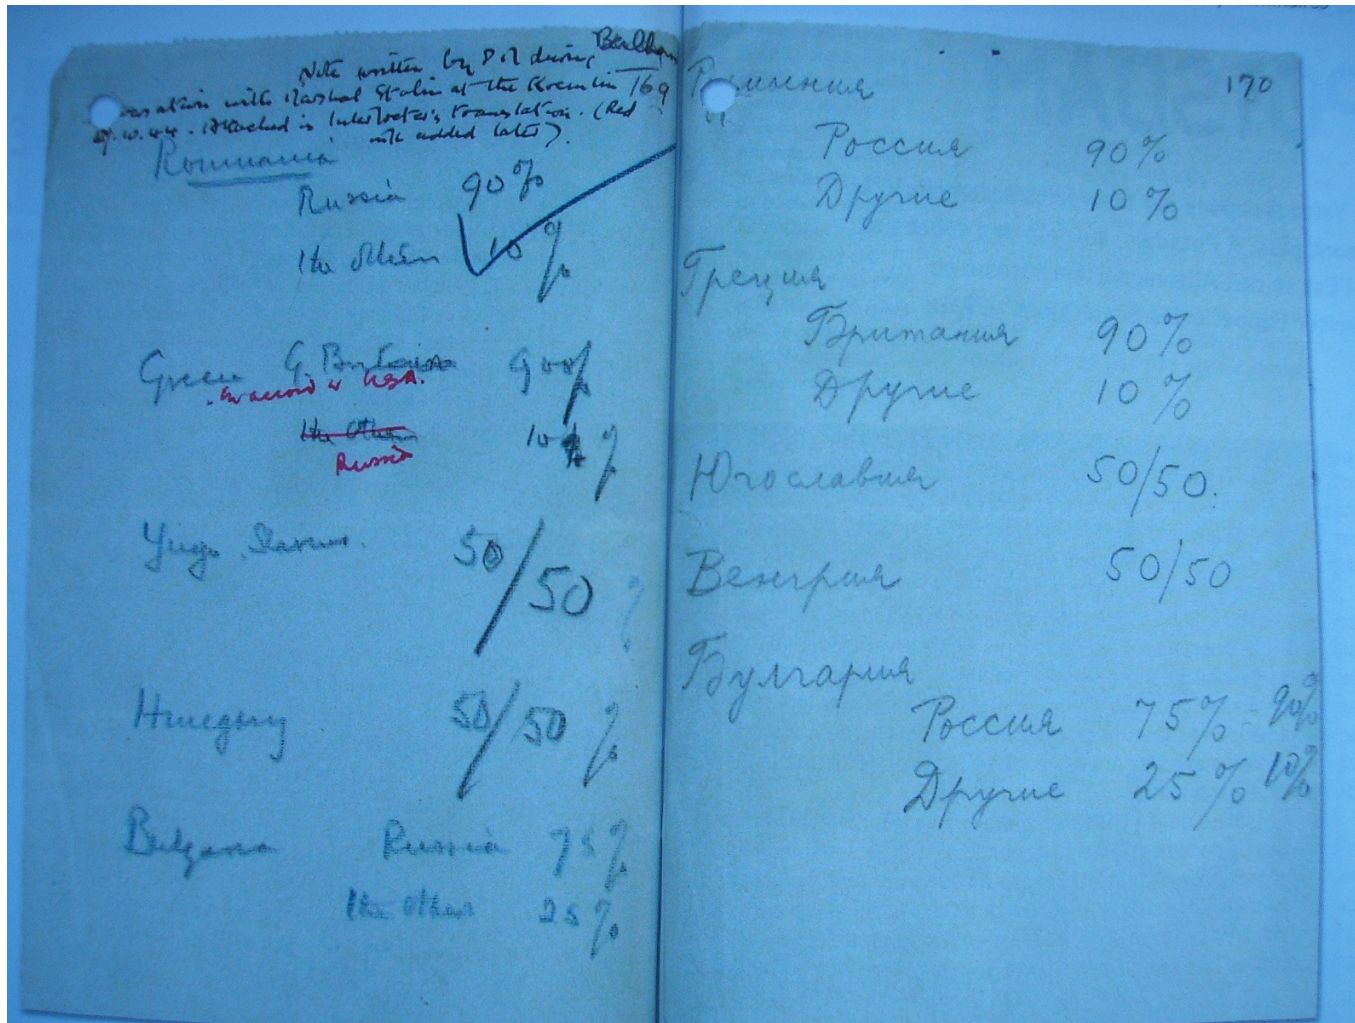 Note written by P M during
conversation with Marshal Stalin at the Kremlin 169
9.10.44. Attached is Interpreter's translation. (Red
ink added later).
Roumania
Russia 90%
The others 10%
Greece G. Britain 90%
in accord w USA.
The Others 10%
Russia
Yugo Slavia. 50/50 %
Hungary 50/50 %
Bulgaria Russia 75%
The others 25%
170
Румыния
Россия 90%
Другие 10%
Греция
Британия 90%
Другие 10%
Югославия 50/50.
Венгрия 50/50
Булгария
Россия 75% 90%
Другие 25% 10%